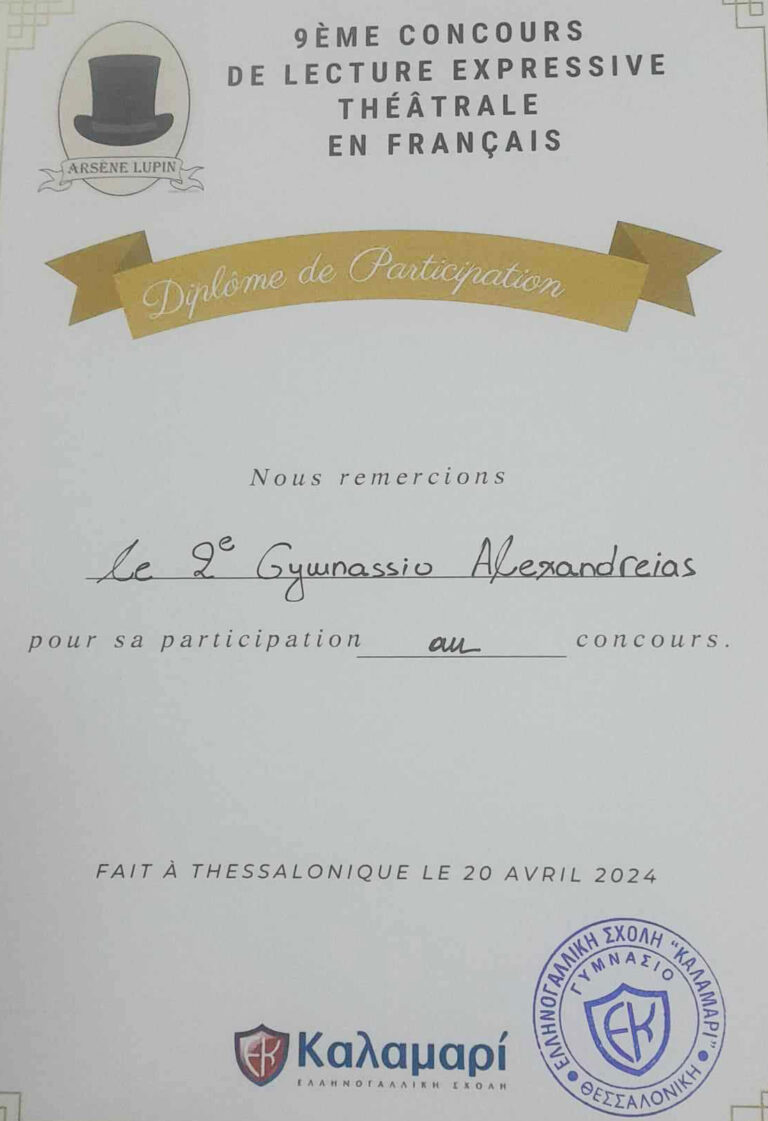 9ÈME CONCOURS
DE LECTURE EXPRESSIVE
THÉÂTRALE
EN FRANÇAIS
ARSÈNE LUPIN
Diplôme de Participation
Nous remercions
le 2e Gymnassio Alexandreias
pour sa participation au concours.
FAIT À THESSALONIQUE LE 20 AVRIL 2024
ΕΛΛΗΝΟΓΑΛΛΙΚΗ ΣΧΟΛΗ "ΚΑΛΑΜΑΡΙ"
ΓΥΜΝΑΣΙΟ
ΕΚ
ΘΕΣΣΑΛΟΝΙΚΗ
ΕΚ Καλαμαρί
ΕΛΛΗΝΟΓΑΛΛΙΚΗ ΣΧΟΛΗ